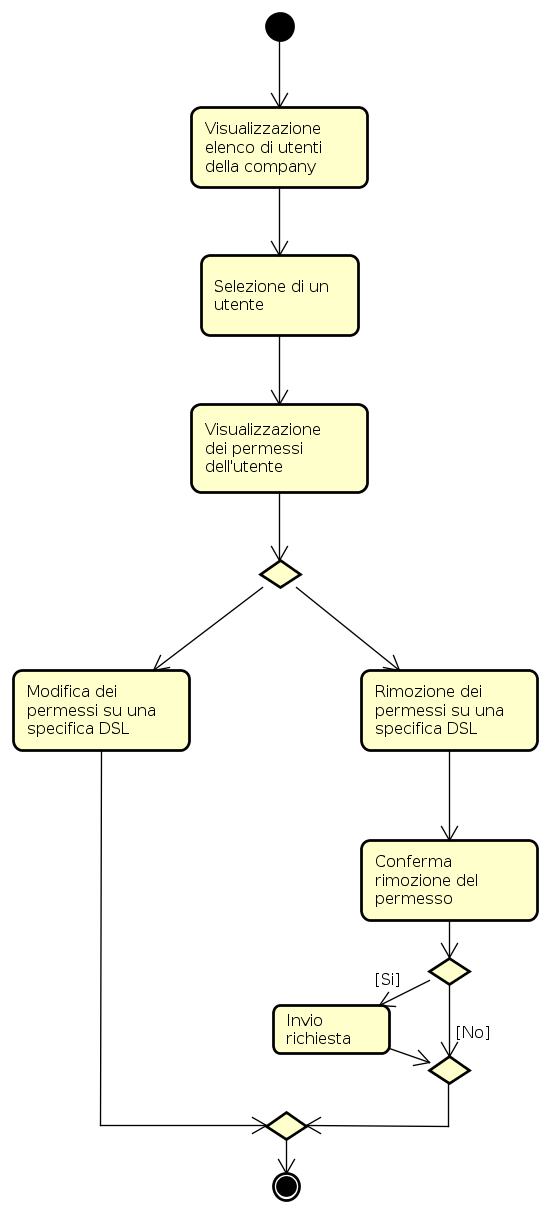 Visualizzazione
elenco di utenti
della company
Selezione di un
utente
Visualizzazione
dei permessi
dell'utente
Modifica dei
permessi su una
specifica DSL
Rimozione dei
permessi su una
specifica DSL
Conferma
rimozione del
permesso
[Si]
Invio
richiesta
[No]